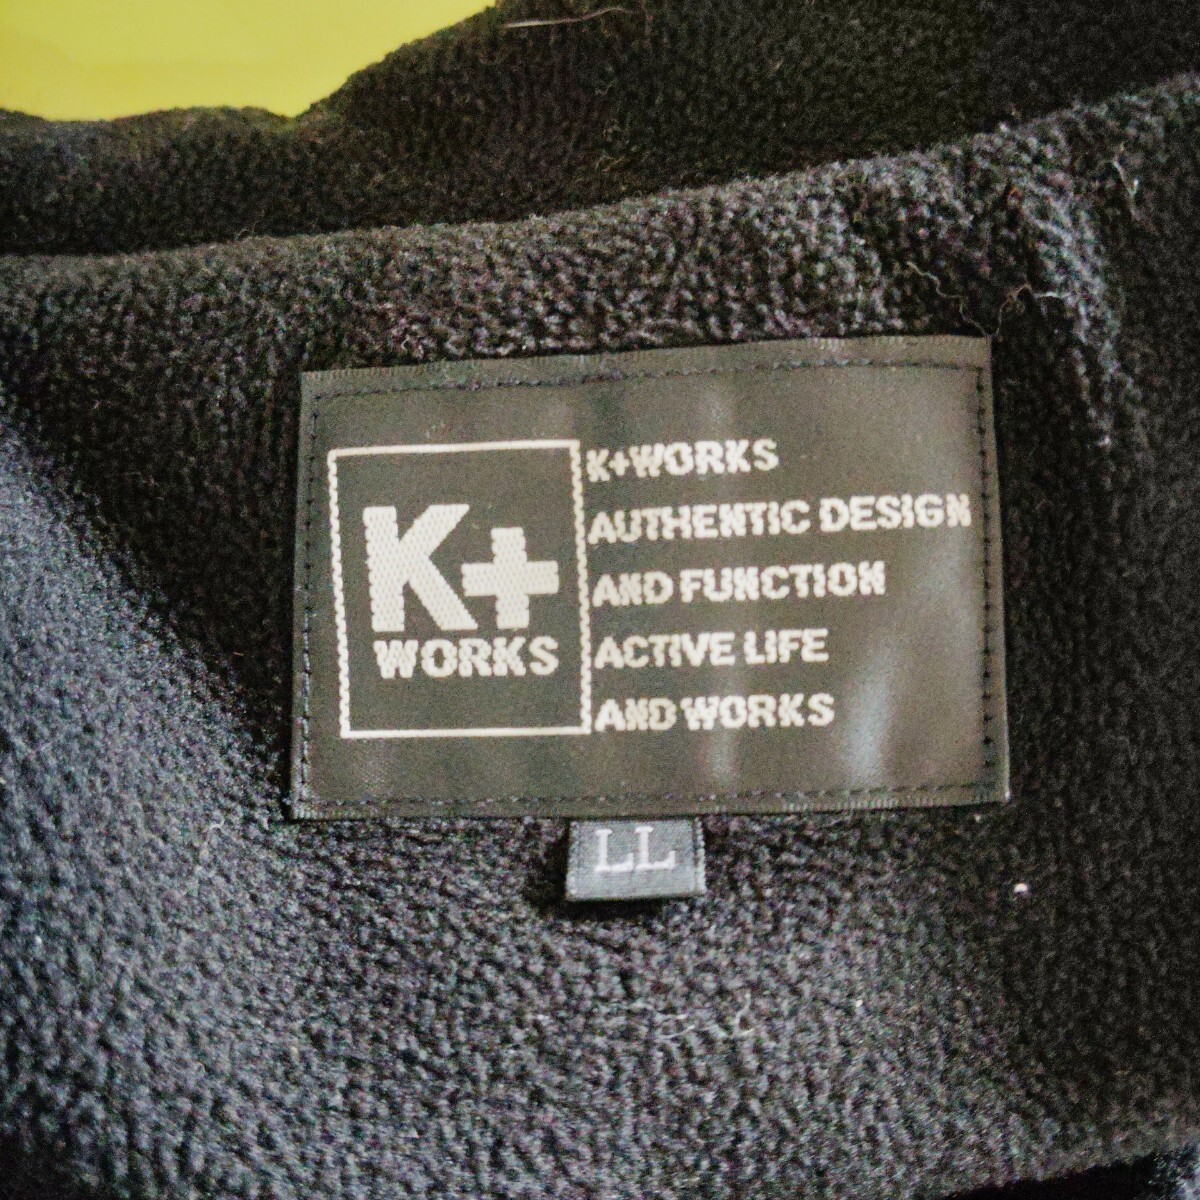 K+
WORKS
K+WORKS
AUTHENTIC DESIGN
AND FUNCTION
ACTIVE LIFE
AND WORKS
LL